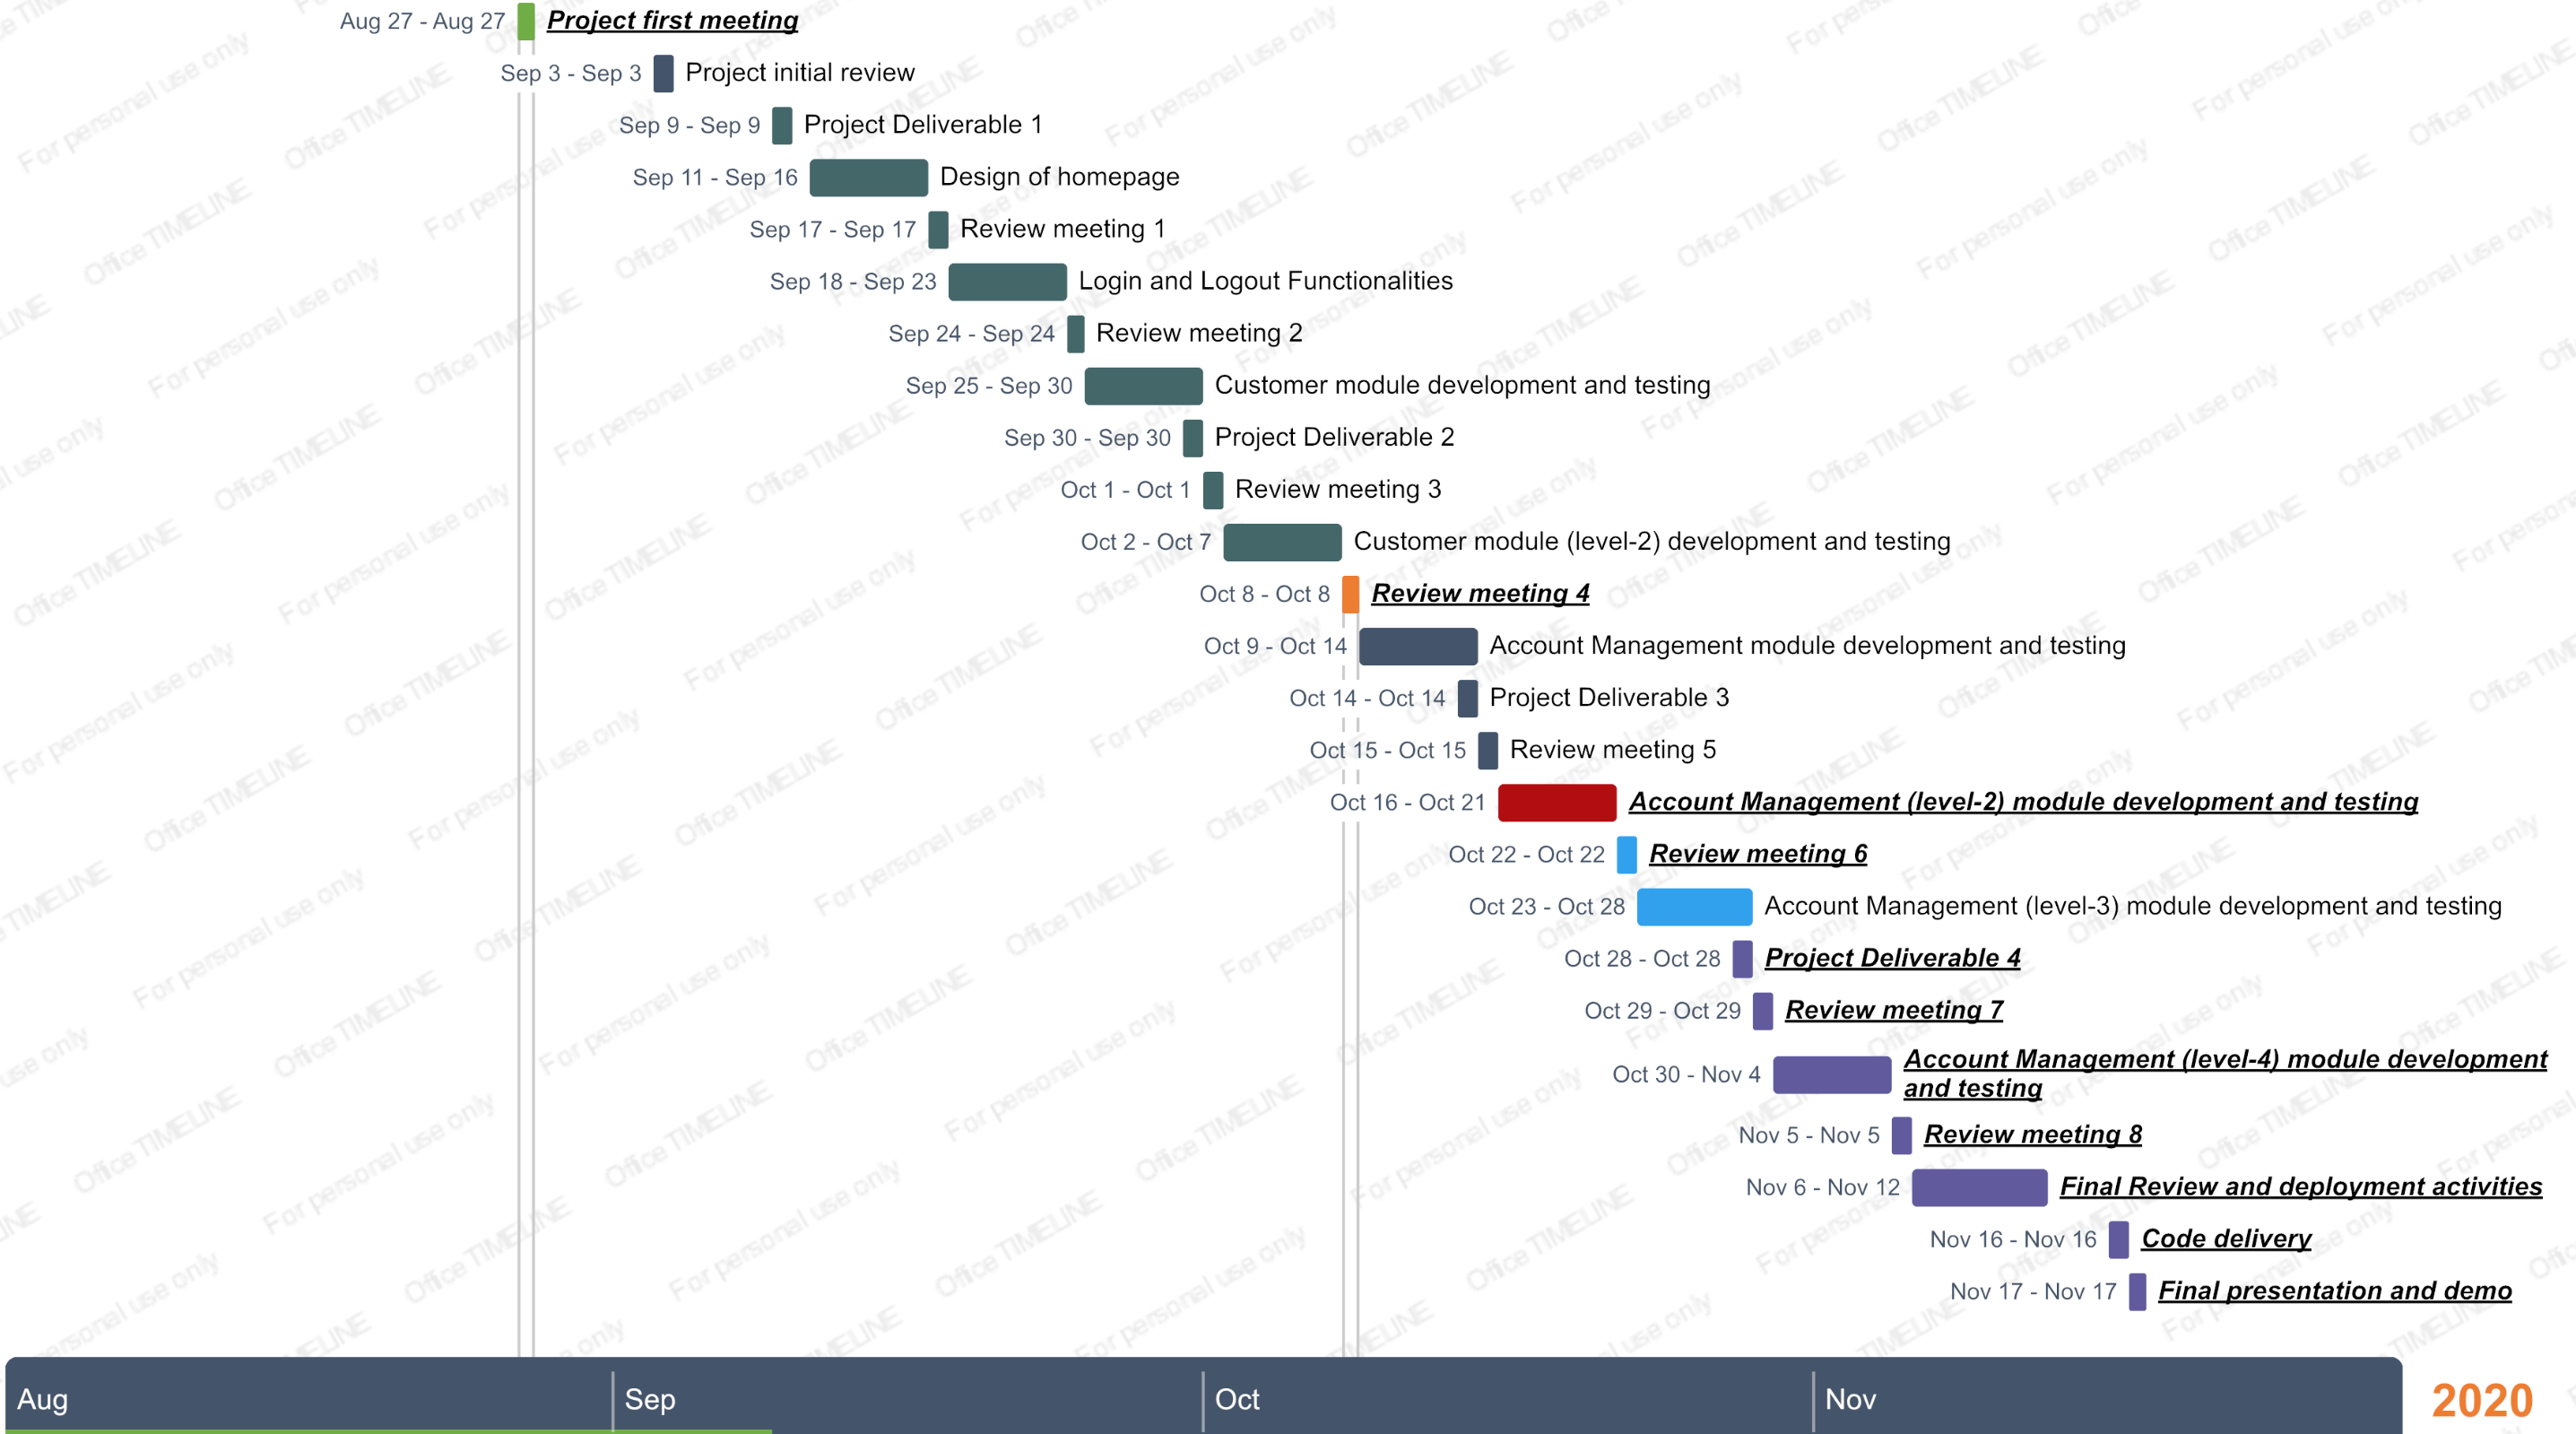 Aug 27 - Aug 27 Project first meeting
Sep 3 - Sep 3 Project initial review
Sep 9 - Sep 9 Project Deliverable 1
Sep 11 - Sep 16 Design of homepage
Sep 17 - Sep 17 Review meeting 1
Sep 18 - Sep 23 Login and Logout Functionalities
Sep 24 - Sep 24 Review meeting 2
Sep 25 - Sep 30 Customer module development and testing
Sep 30 - Sep 30 Project Deliverable 2
Oct 1 - Oct 1 Review meeting 3
Oct 2 - Oct 7 Customer module (level-2) development and testing
Oct 8 - Oct 8 Review meeting 4
Oct 9 - Oct 14 Account Management module development and testing
Oct 14 - Oct 14 Project Deliverable 3
Oct 15 - Oct 15 Review meeting 5
Oct 16 - Oct 21 Account Management (level-2) module development and testing
Oct 22 - Oct 22 Review meeting 6
Oct 23 - Oct 28 Account Management (level-3) module development and testing
Oct 28 - Oct 28 Project Deliverable 4
Oct 29 - Oct 29 Review meeting 7
Oct 30 - Nov 4 Account Management (level-4) module development
and testing
Nov 5 - Nov 5 Review meeting 8
Nov 6 - Nov 12 Final Review and deployment activities
Nov 16 - Nov 16 Code delivery
Nov 17 - Nov 17 Final presentation and demo
Aug Sep Oct Nov 2020
Office TIMELINE For personal use only